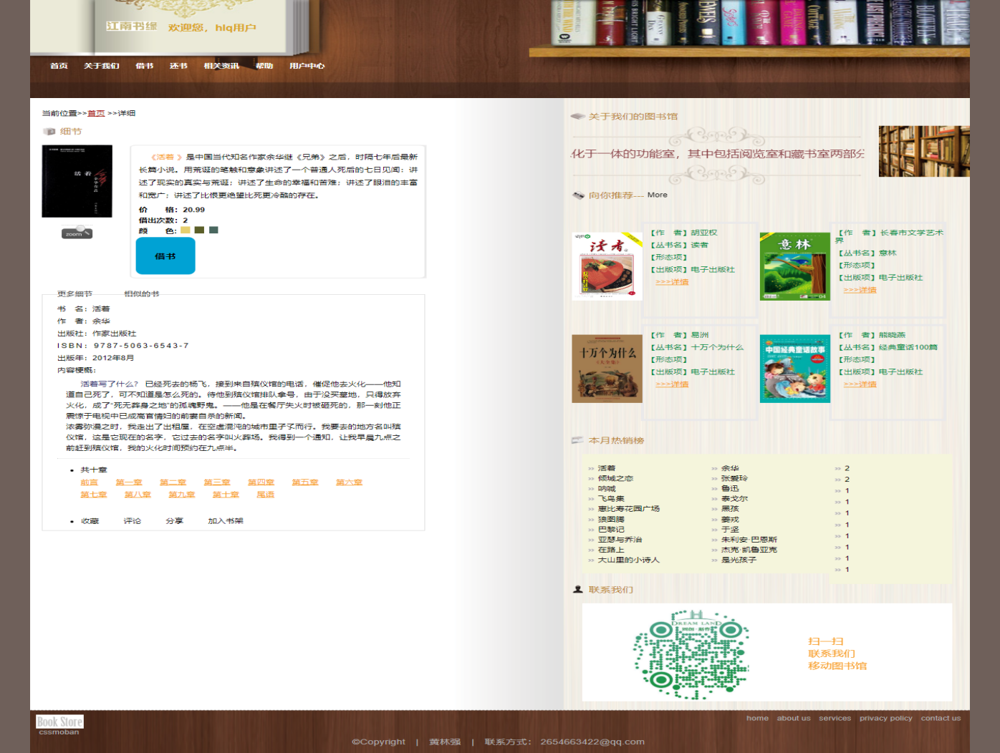 江南书缘 欢迎您，hlq用户
首页 关于我们 借书 还书 相关资讯 帮助 用户中心
当前位置>>首页 >>详细
细节
《活着 》是中国当代知名作家余华继《兄弟》之后，时隔七年后最新
长篇小说。用荒诞的笔触和意象讲述了一个普通人死后的七日见闻：讲
述了现实的真实与荒诞；讲述了生命的幸福和苦难；讲述了眼泪的丰富
和宽广；讲述了比恨更绝望比死更冷酷的存在。
价 格：20.99
借出次数：2
颜 色:
zoom
借书
更多细节 相似的书
书 名：活着
作 者：余华
出版社：作家出版社
ISBN：9787-5063-6543-7
出版年：2012年8月
内容梗概：
活着写了什么？ 已经死去的杨飞，接到来自殡仪馆的电话，催促他去火化——他知
道自己死了，可不知道是怎么死的。待他到殡仪馆排队拿号，由于没买墓地，只得放弃
火化，成了“死无葬身之地”的孤魂野鬼。——他是在餐厅失火时被砸死的，那一刻他正
震惊于电视中已成高官情妇的前妻自杀的新闻。
浓雾弥漫之时，我走出了出租屋，在空虚混沌的城市里孑孓而行。我要去的地方名叫殡
仪馆，这是它现在的名字，它过去的名字叫火葬场。我得到一个通知，让我早晨九点之
前赶到殡仪馆，我的火化时间预约在九点半。
共十章
前言 第一章 第二章 第三章 第四章 第五章 第六章
第七章 第八章 第九章 第十章 尾语
收藏 评论 分享 加入书架
关于我们的图书馆
化于一体的功能室，其中包括阅览室和藏书室两部分
向你推荐--- More
读者
【作 者】胡亚权
【丛书名】读者
【形态项】
【出版项】电子出版社
>>>详情
意林
04
【作 者】长春市文学艺术
界
【丛书名】意林
【形态项】
【出版项】电子出版社
>>>详情
十万个为什么
【作 者】易洲
【丛书名】十万个为什么
【形态项】
【出版项】电子出版社
>>>详情
中国经典童话故事
【作 者】熊晓燕
【丛书名】经典童话100篇
【形态项】
【出版项】电子出版社
>>>详情
本月热销榜
>> 活着 >> 余华 >> 2
>> 倾城之恋 >> 张爱玲 >> 2
>> 呐喊 >> 鲁迅 >> 1
>> 飞鸟集 >> 泰戈尔 >> 1
>> 惠比寿花园广场 >> 黑孩 >> 1
>> 狼图腾 >> 姜戎 >> 1
>> 巴黎记 >> 于坚 >> 1
>> 亚瑟与乔治 >> 朱利安·巴恩斯 >> 1
>> 在路上 >> 杰克·凯鲁亚克 >> 1
>> 大山里的小诗人 >> 是光孩子 >> 1
联系我们
DREAM LAND
扫一扫
联系我们
移动图书馆
Book Store
cssmoban
home about us services privacy policy contact us
©Copyright | 黄林强 | 联系方式： 2654663422@qq.com